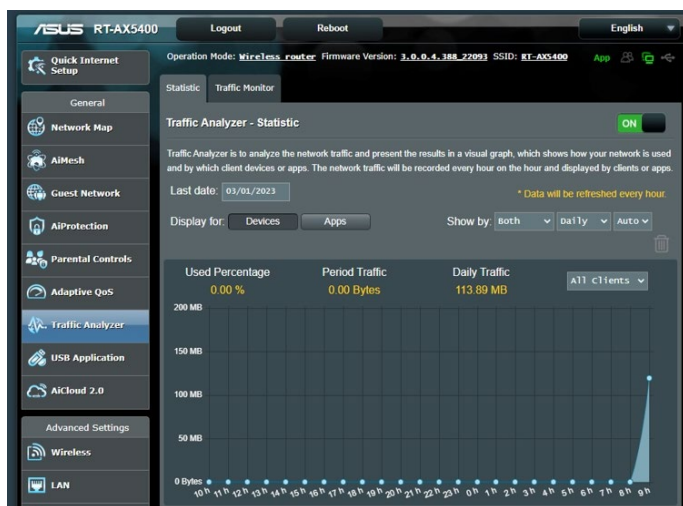 ASUS RT-AX5400 Logout Reboot English
Quick Internet Setup
General
Network Map
AiMesh
Guest Network
AiProtection
Parental Controls
Adaptive QoS
Traffic Analyzer
USB Application
AiCloud 2.0
Advanced Settings
Wireless
LAN
Operation Mode: Wireless router Firmware Version: 3.0.0.4.388_22093 SSID: RT-AX5400 App
Statistic Traffic Monitor
Traffic Analyzer - Statistic ON
Traffic Analyzer is to analyze the network traffic and present the results in a visual graph, which shows how your network is used
and by which client devices or apps. The network traffic will be recorded every hour on the hour and displayed by clients or apps.
Last date: 03/01/2023 * Data will be refreshed every hour.
Display for: Devices Apps Show by: Both Daily Auto
Used Percentage Period Traffic Daily Traffic
0.00 % 0.00 Bytes 113.89 MB All Clients
200 MB
150 MB
100 MB
50 MB
0 Bytes
10 h 11 h 12 h 13 h 14 h 15 h 16 h 17 h 18 h 19 h 20 h 21 h 22 h 23 h 0 h 1 h 2 h 3 h 4 h 5 h 6 h 7 h 8 h 9 h